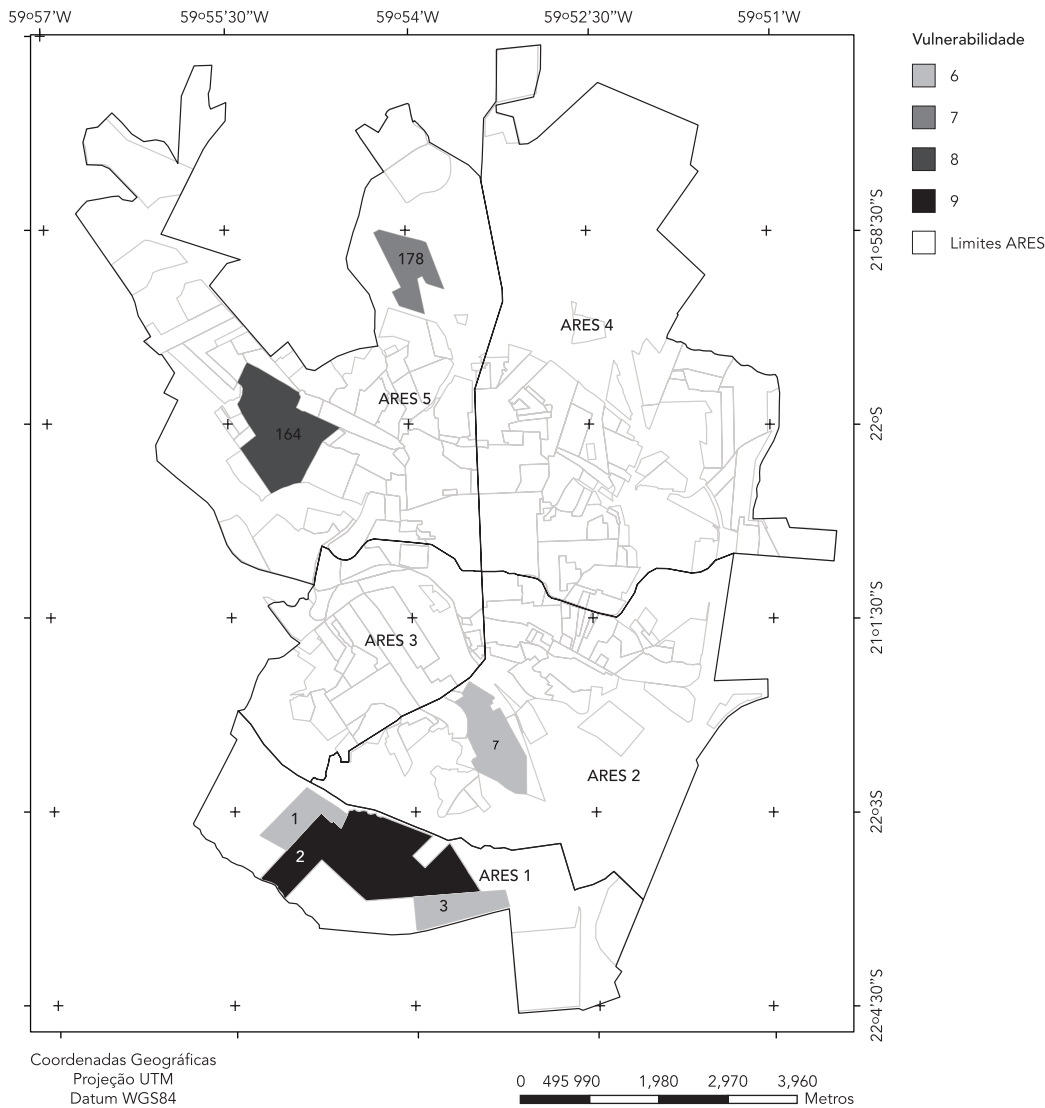 59º57’W 59º55’30”W 59º54’W 59º52’30”W 59º51’W
Vulnerabilidade
6
7
8
9
Limites ARES
21º58’30”S
22ºS
21º1’30”S
22º3’S
22º4’30”S
178
ARES 4
ARES 5
164
ARES 3
7
ARES 2
1
2
ARES 1
3
Coordenadas Geográficas
Projeção UTM
Datum WGS84
0 495 990 1,980 2,970 3,960
Metros